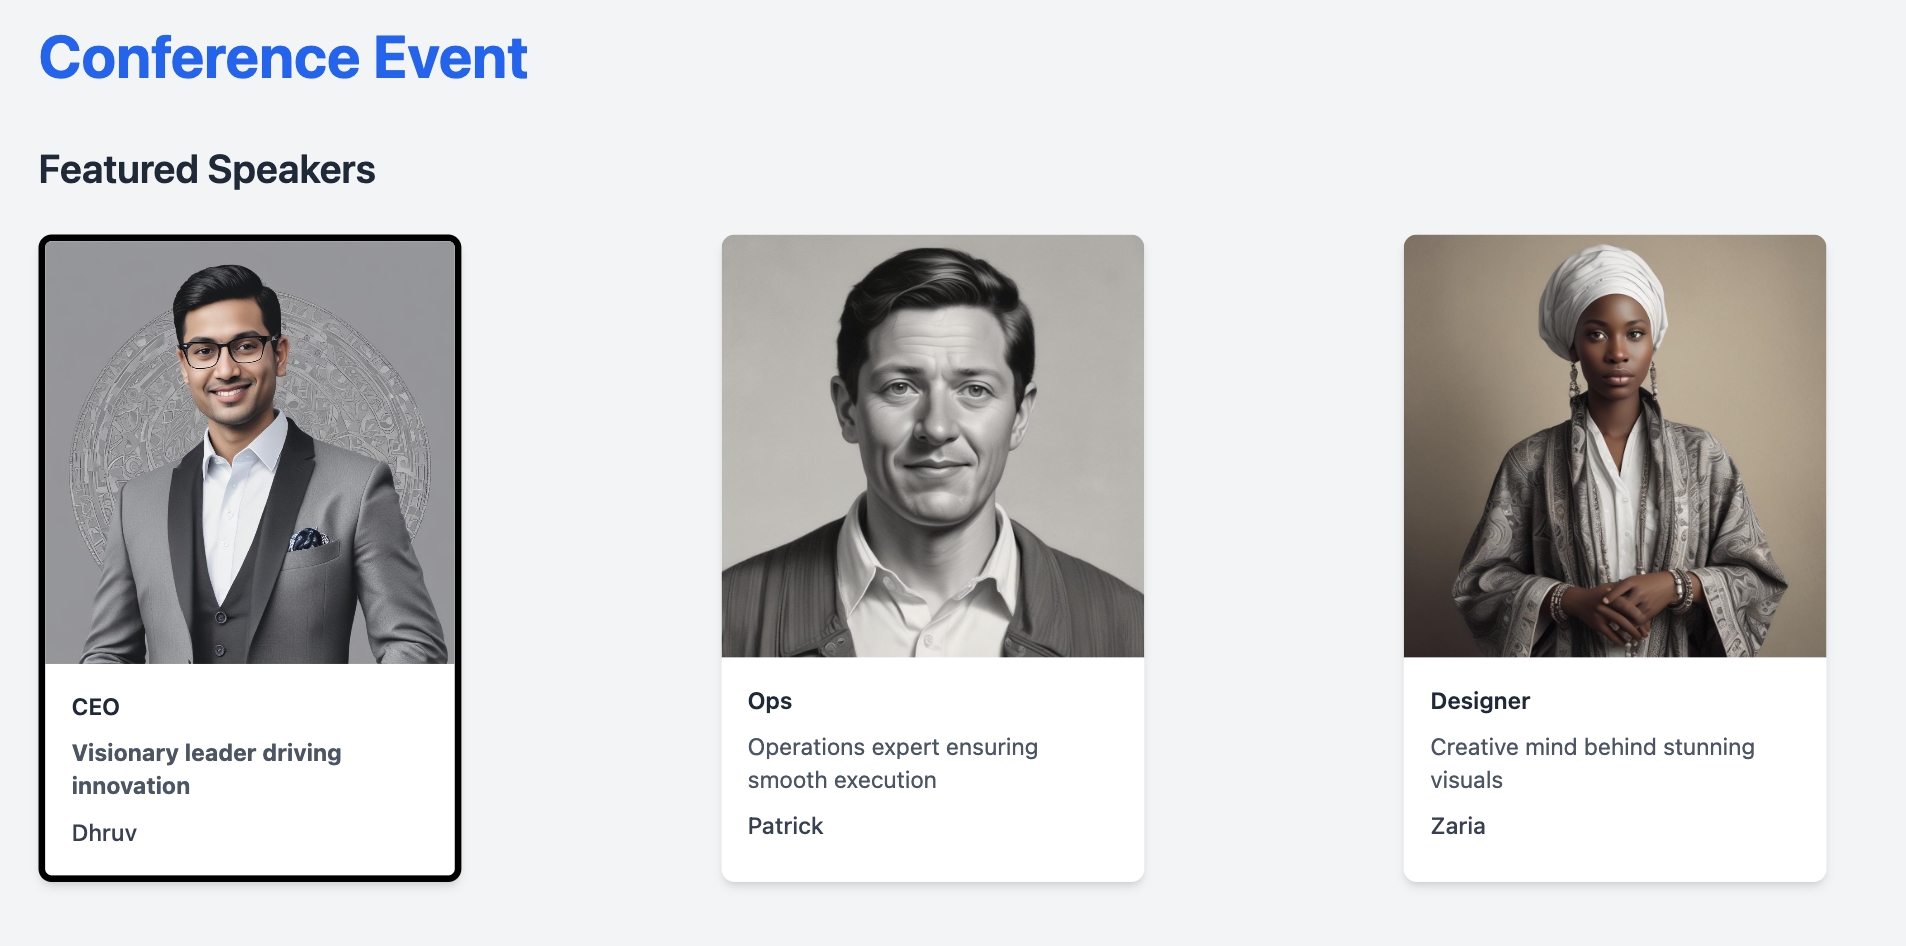 Conference Event
Featured Speakers
CEO
Visionary leader driving
innovation
Dhruv
Ops
Operations expert ensuring
smooth execution
Patrick
Designer
Creative mind behind stunning
visuals
Zaria